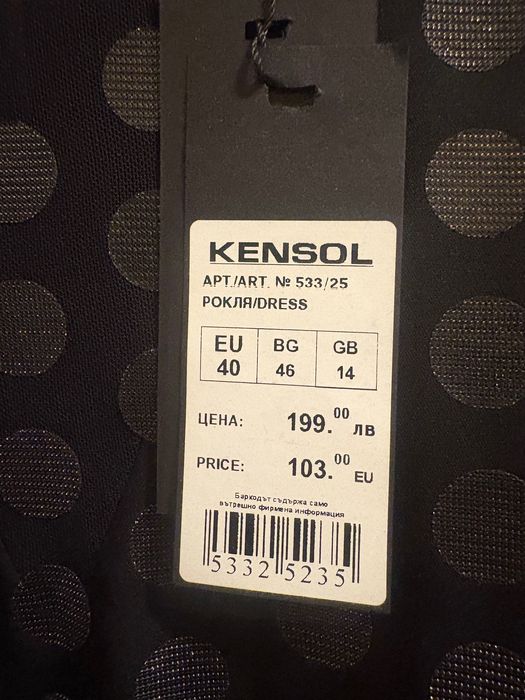 KENSOL
АРТ./ART. № 533/25
РОКЛЯ/DRESS
EU BG GB
40 46 14
ЦЕНА: 199.00 лв
PRICE: 103.00 EU
Баркодът съдържа само
вътрешно фирмена информация
5332 5235